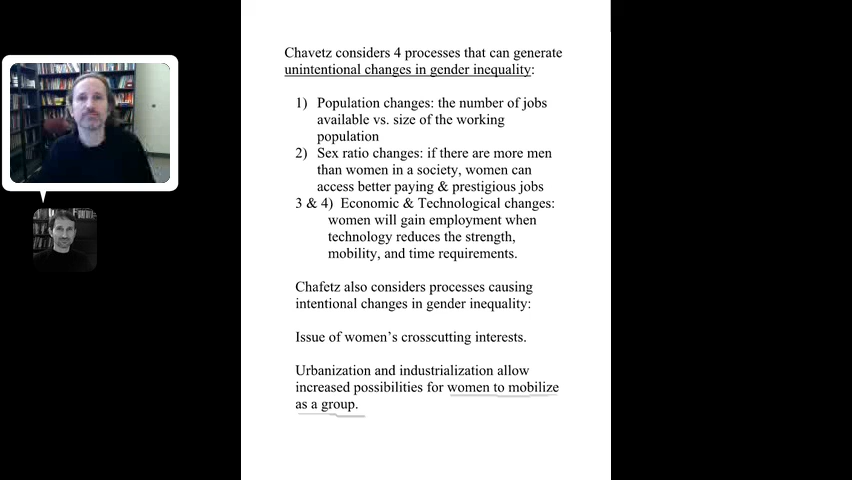 Chavetz considers 4 processes that can generate
unintentional changes in gender inequality:
1) Population changes: the number of jobs
available vs. size of the working
population
2) Sex ratio changes: if there are more men
than women in a society, women can
access better paying & prestigious jobs
3 & 4) Economic & Technological changes:
women will gain employment when
technology reduces the strength,
mobility, and time requirements.
Chafetz also considers processes causing
intentional changes in gender inequality:
Issue of women’s crosscutting interests.
Urbanization and industrialization allow
increased possibilities for women to mobilize
as a group.